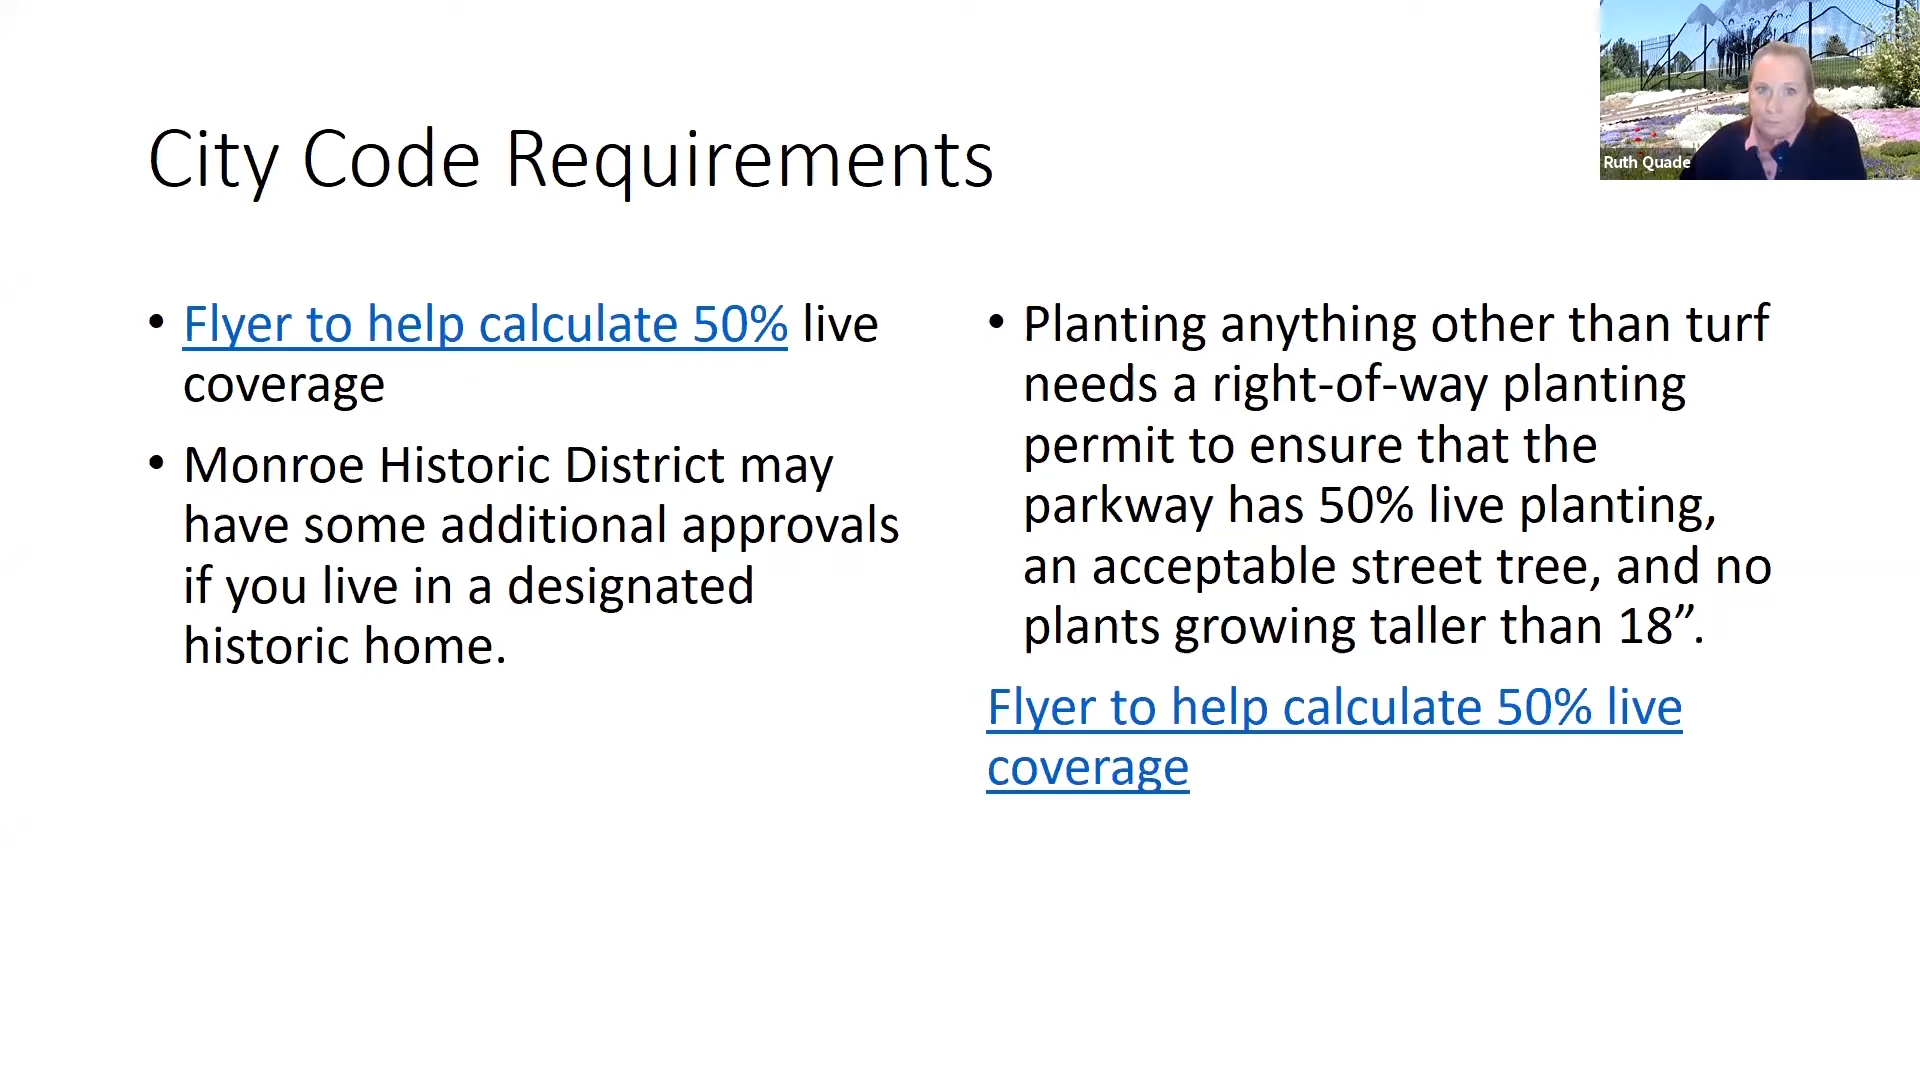 City Code Requirements
• Flyer to help calculate 50% live
coverage
• Monroe Historic District may
have some additional approvals
if you live in a designated
historic home.
• Planting anything other than turf
needs a right-of-way planting
permit to ensure that the
parkway has 50% live planting,
an acceptable street tree, and no
plants growing taller than 18”.
Flyer to help calculate 50% live
coverage
Ruth Quade